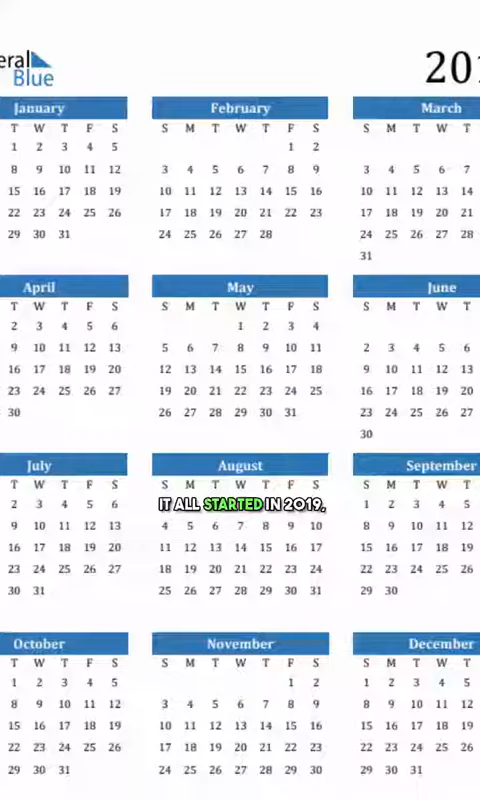 eral
Blue
201
January February March
T W T F S S M T W T F S S M T W T
1 2 3 4 5 1 2
8 9 10 11 12 3 4 5 6 7 8 9 3 4 5 6 7
15 16 17 18 19 10 11 12 13 14 15 16 10 11 12 13 14
22 23 24 25 26 17 18 19 20 21 22 23 17 18 19 20 21
29 30 31 24 25 26 27 28 24 25 26 27 28
31
April May June
T W T F S S M T W T F S S M T W T
2 3 4 5 6 1 2 3 4
9 10 11 12 13 5 6 7 8 9 10 11 2 3 4 5 6
16 17 18 19 20 12 13 14 15 16 17 18 9 10 11 12 13
23 24 25 26 27 19 20 21 22 23 24 25 16 17 18 19 20
30 26 27 28 29 30 31 23 24 25 26 27
30
July August September
T W T F S S M T W T F S
IT ALL STARTED IN 2019,
2 3 4 5 6 1 2 3 4 5
9 10 11 12 13 4 5 6 7 8 9 10 8 9 10 11 12
16 17 18 19 20 11 12 13 14 15 16 17 15 16 17 18 19
23 24 25 26 27 18 19 20 21 22 23 24 22 23 24 25 26
30 31 25 26 27 28 29 30 31 29 30
October November December
T W T F S S M T W T F S S M T W T
1 2 3 4 5 1 2 1 2 3 4 5
8 9 10 11 12 3 4 5 6 7 8 9 8 9 10 11 12
15 16 17 18 19 10 11 12 13 14 15 16 15 16 17 18 19
22 23 24 25 26 17 18 19 20 21 22 23 22 23 24 25 26
29 30 31 24 25 26 27 28 29 30 29 30 31